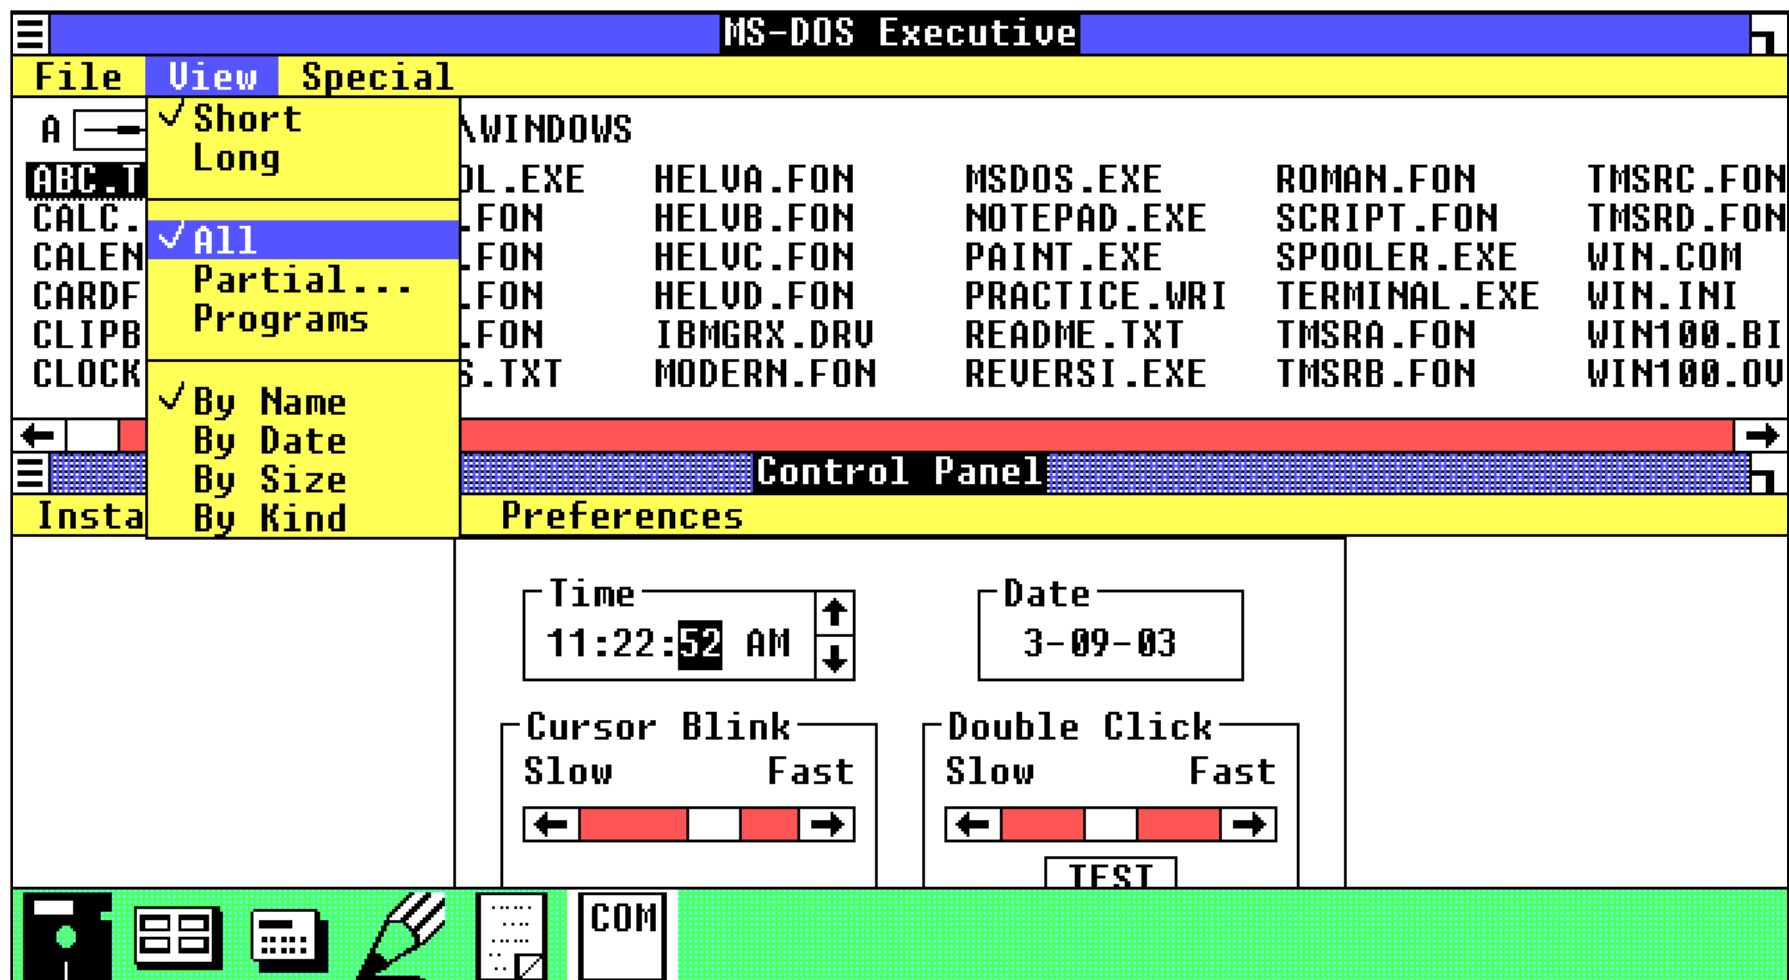 MS-DOS Executive
File View Special
A \WINDOWS
Short
Long
All
Partial...
Programs
By Name
By Date
By Size
By Kind
ABC.T OL.EXE HELVA.FON MSDOS.EXE ROMAN.FON TMSRC.FON
CALC. .FON HELVB.FON NOTEPAD.EXE SCRIPT.FON TMSRD.FON
CALEN .FON HELVC.FON PAINT.EXE SPOOLER.EXE WIN.COM
CARDF .FON HELVD.FON PRACTICE.WRI TERMINAL.EXE WIN.INI
CLIPB .FON IBMGRX.DRV README.TXT TMSRA.FON WIN100.BI
CLOCK S.TXT MODERN.FON REVERSI.EXE TMSRB.FON WIN100.OV
Control Panel
Insta Preferences
Time Date
11:22:52 AM 3-09-03
Cursor Blink Double Click
Slow Fast Slow Fast
TEST
COM